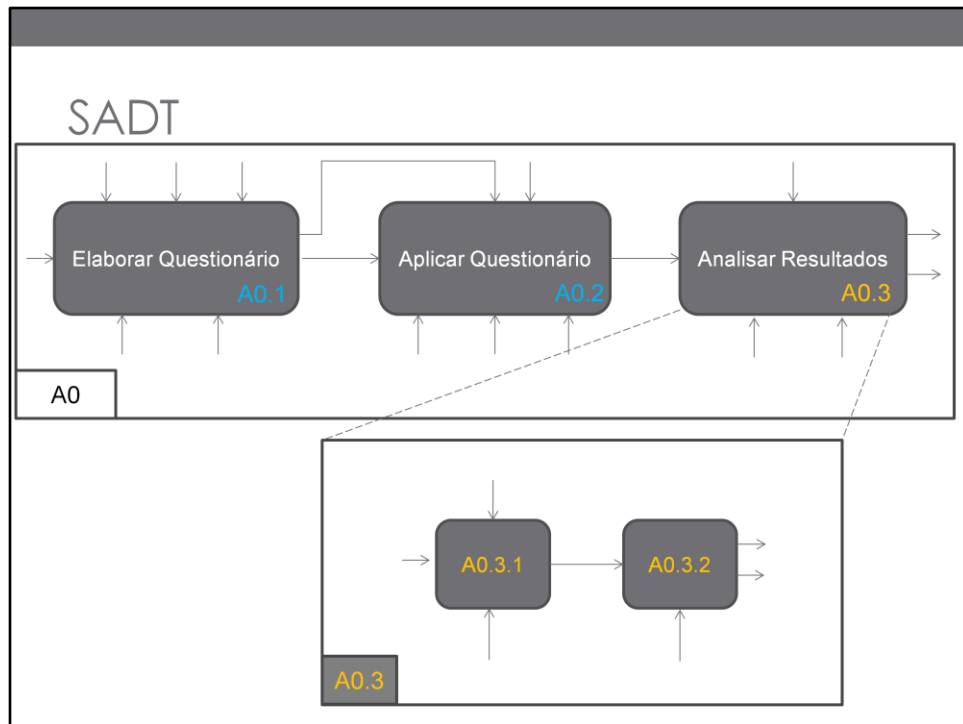 SADT
Elaborar Questionário
A0.1
Aplicar Questionário
A0.2
Analisar Resultados
A0.3
A0
A0.3.1
A0.3.2
A0.3